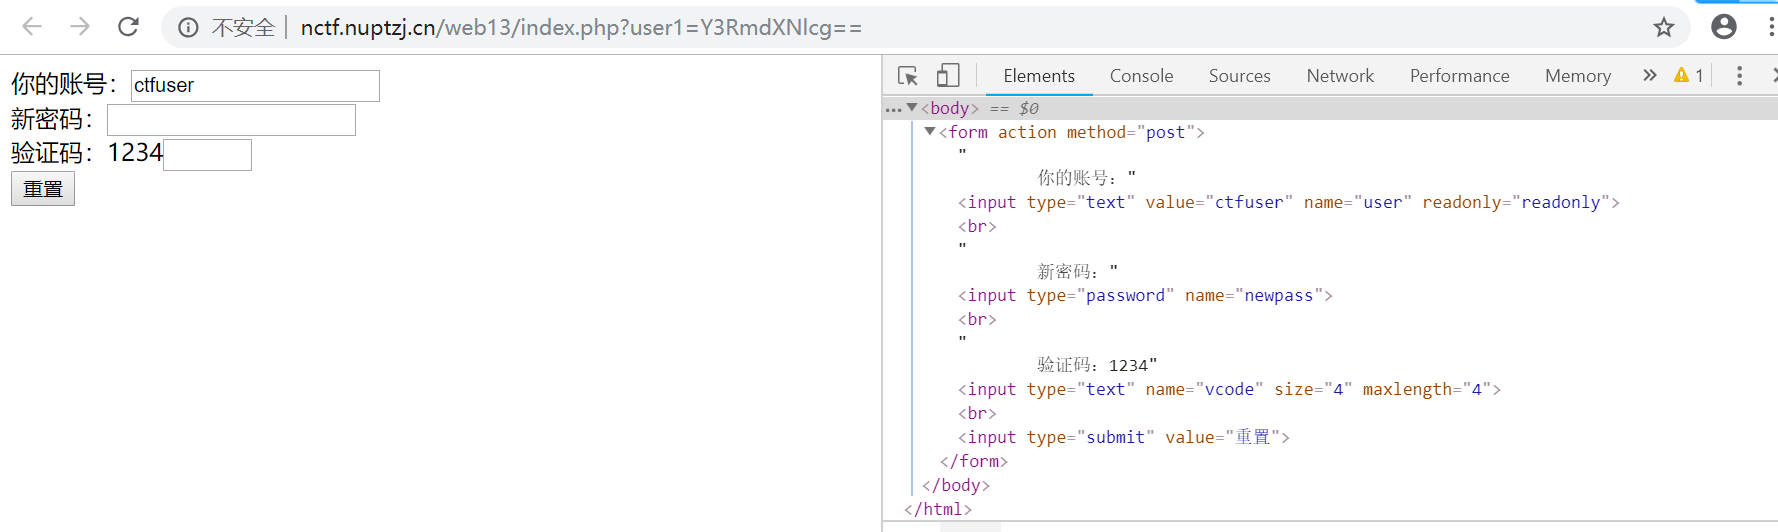 不安全 | nctf.nuptzj.cn/web13/index.php?user1=Y3RmdXNlcg==
你的账号：ctfuser
新密码：
验证码：1234
重置
Elements Console Sources Network Performance Memory » 1
... ▼<body> == $0
▼<form action method="post">
"
你的账号："
<input type="text" value="ctfuser" name="user" readonly="readonly">
<br>
"
新密码："
<input type="password" name="newpass">
<br>
"
验证码：1234"
<input type="text" name="vcode" size="4" maxlength="4">
<br>
<input type="submit" value="重置">
</form>
</body>
</html>